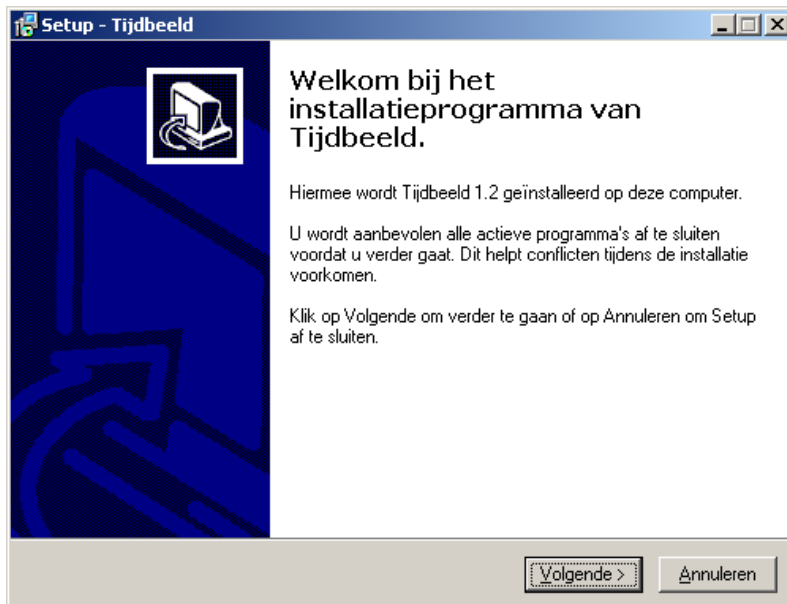 Setup - Tijdbeeld
Welkom bij het
installatieprogramma van
Tijdbeeld.
Hiermee wordt Tijdbeeld 1.2 geïnstalleerd op deze computer.
U wordt aanbevolen alle actieve programma's af te sluiten
voordat u verder gaat. Dit helpt conflicten tijdens de installatie
voorkomen.
Klik op Volgende om verder te gaan of op Annuleren om Setup
af te sluiten.
Volgende >
Annuleren